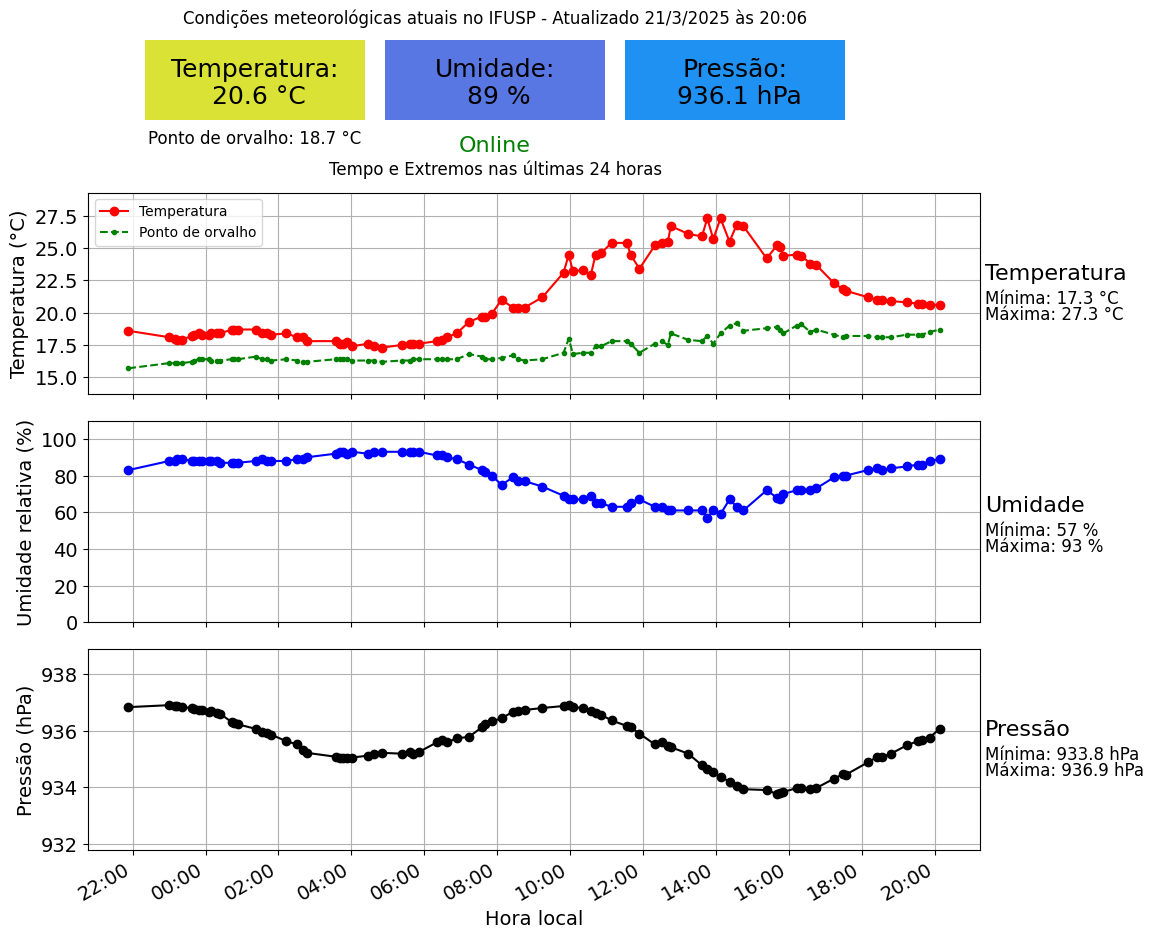 Condições meteorológicas atuais no IFUSP - Atualizado 21/3/2025 às 20:06
Temperatura:
20.6 °C
Umidade:
89 %
Pressão:
936.1 hPa
Ponto de orvalho: 18.7 °C
Online
Tempo e Extremos nas últimas 24 horas
Temperatura (°C)
27.5
25.0
22.5
20.0
17.5
15.0
Temperatura
Ponto de orvalho
Temperatura
Mínima: 17.3 °C
Máxima: 27.3 °C
Umidade relativa (%)
100
80
60
40
20
0
Umidade
Mínima: 57 %
Máxima: 93 %
Pressão (hPa)
938
936
934
932
Pressão
Mínima: 933.8 hPa
Máxima: 936.9 hPa
22:00 00:00 02:00 04:00 06:00 08:00 10:00 12:00 14:00 16:00 18:00 20:00
Hora local